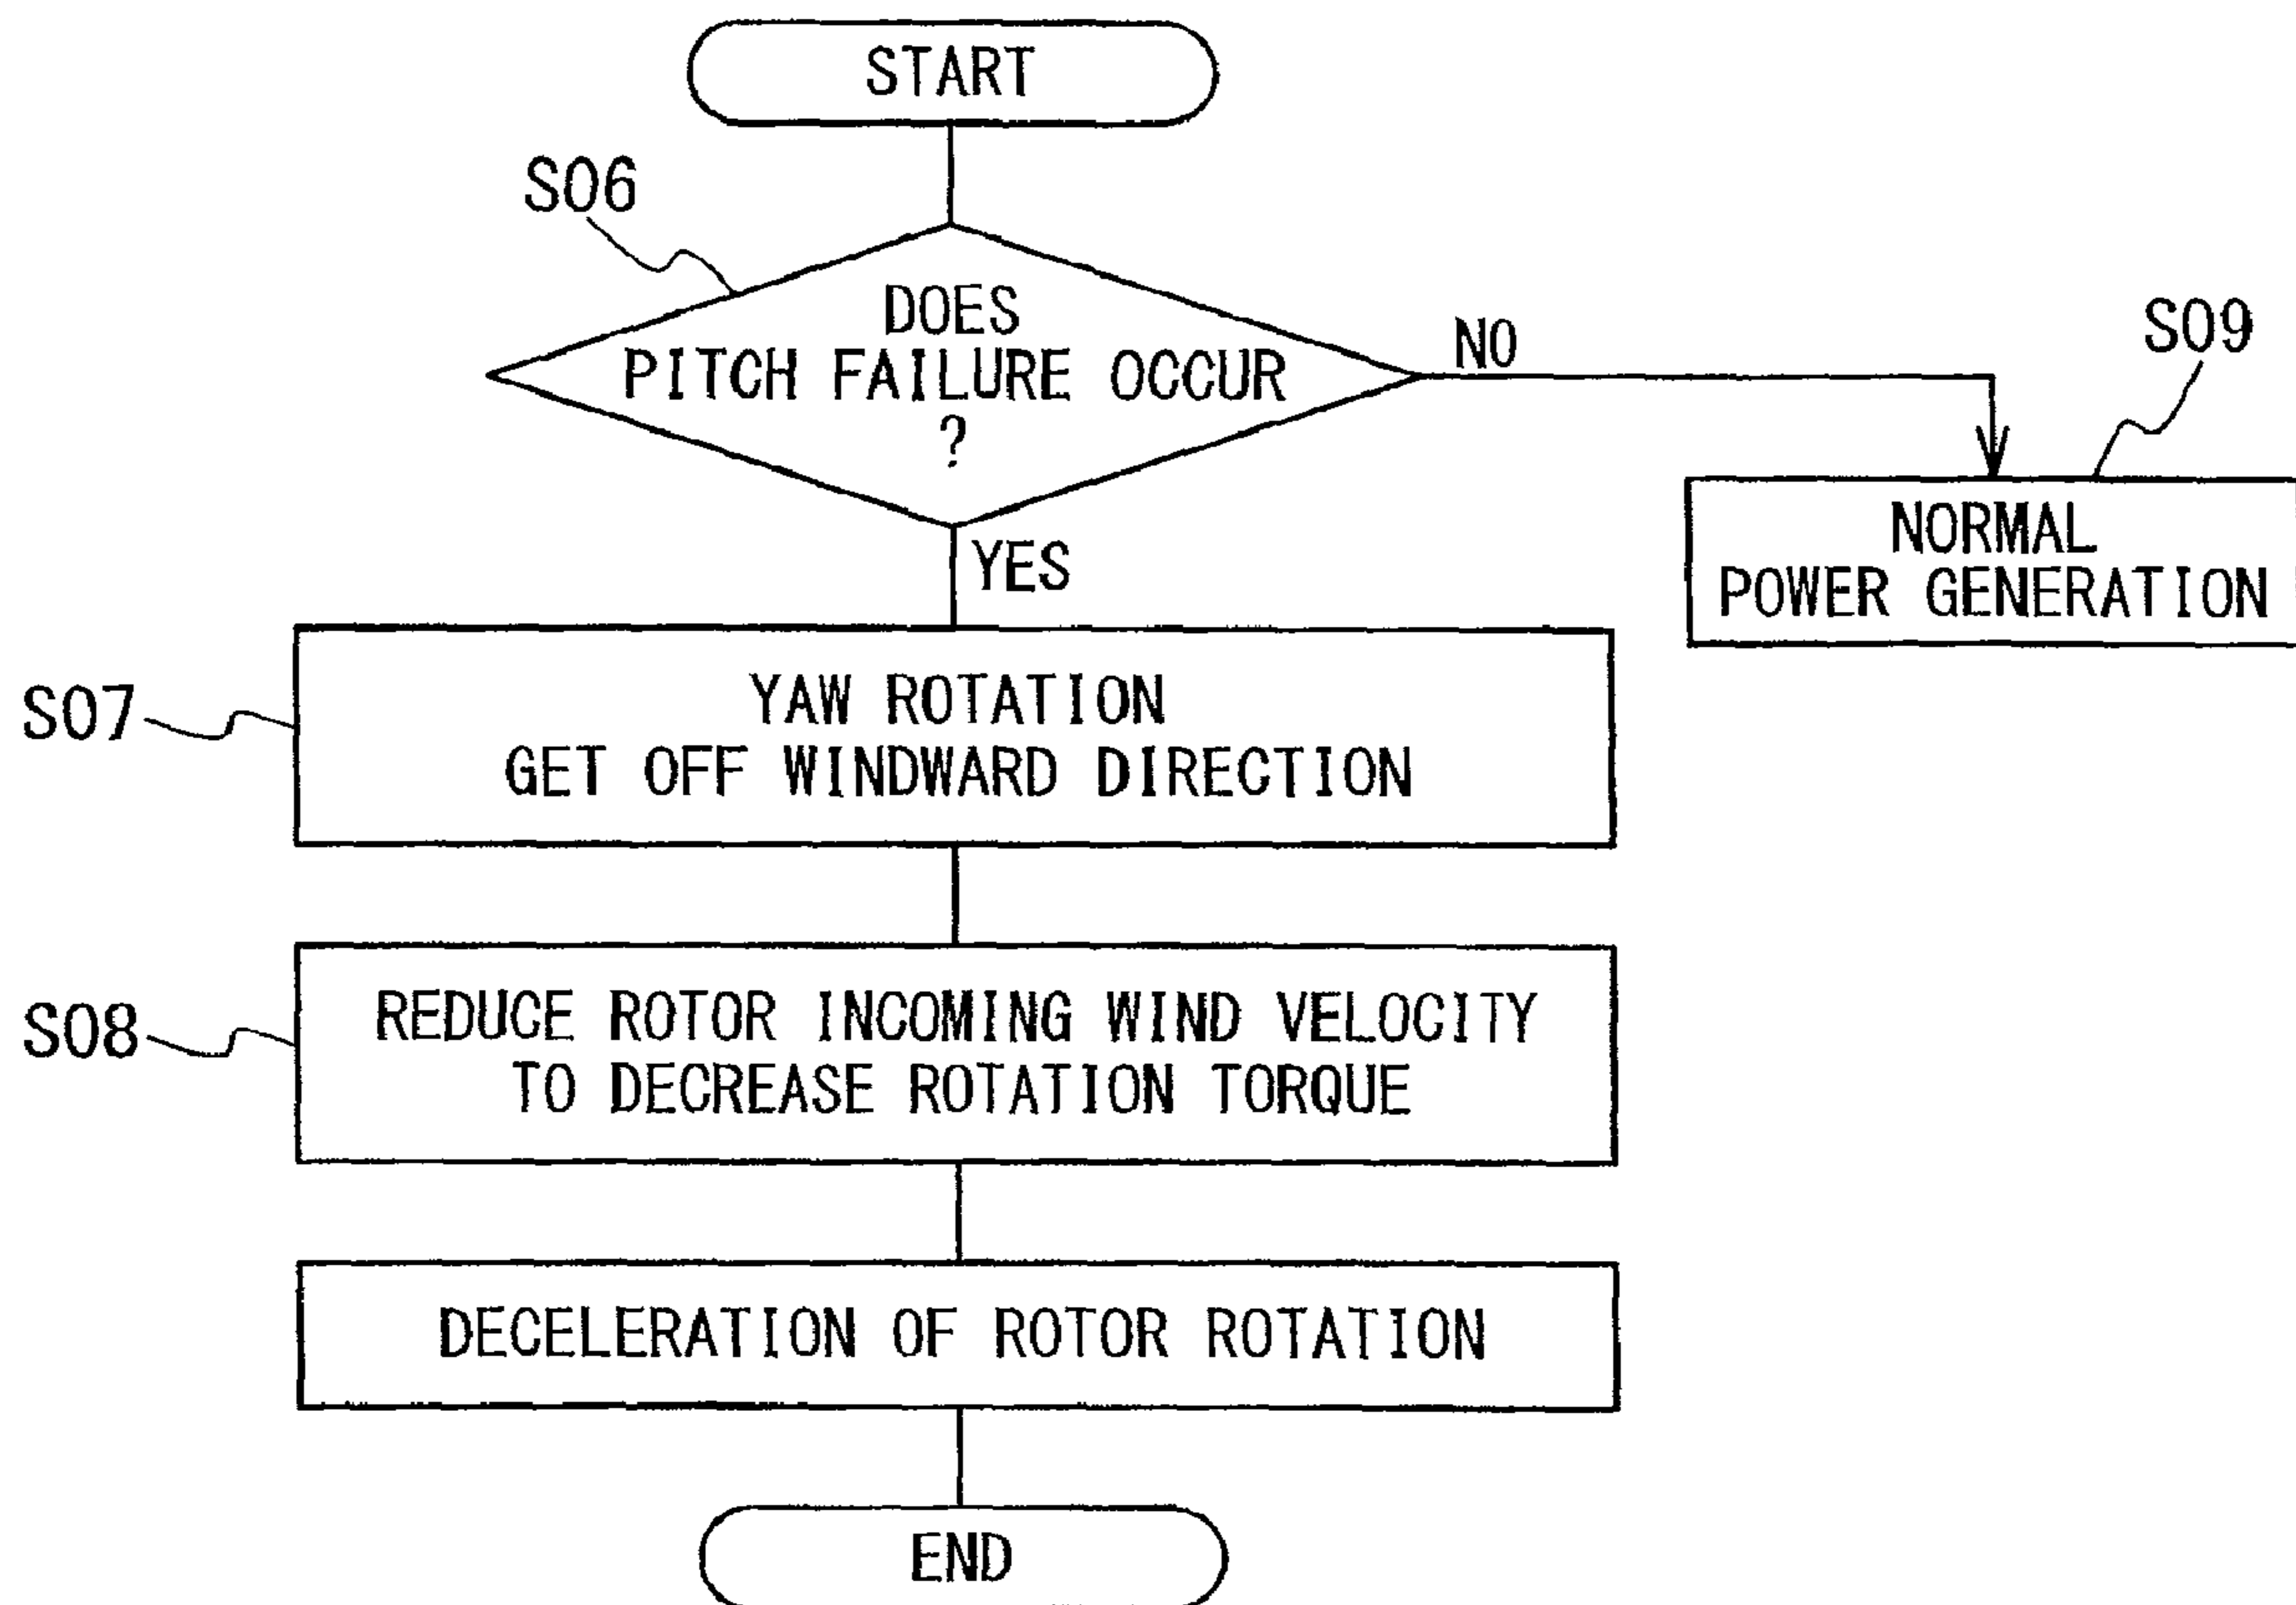 START
S06
DOES
PITCH FAILURE OCCUR
?
NO
S09
NORMAL
POWER GENERATION
YES
S07
YAW ROTATION
GET OFF WINDWARD DIRECTION
S08
REDUCE ROTOR INCOMING WIND VELOCITY
TO DECREASE ROTATION TORQUE
DECELERATION OF ROTOR ROTATION
END